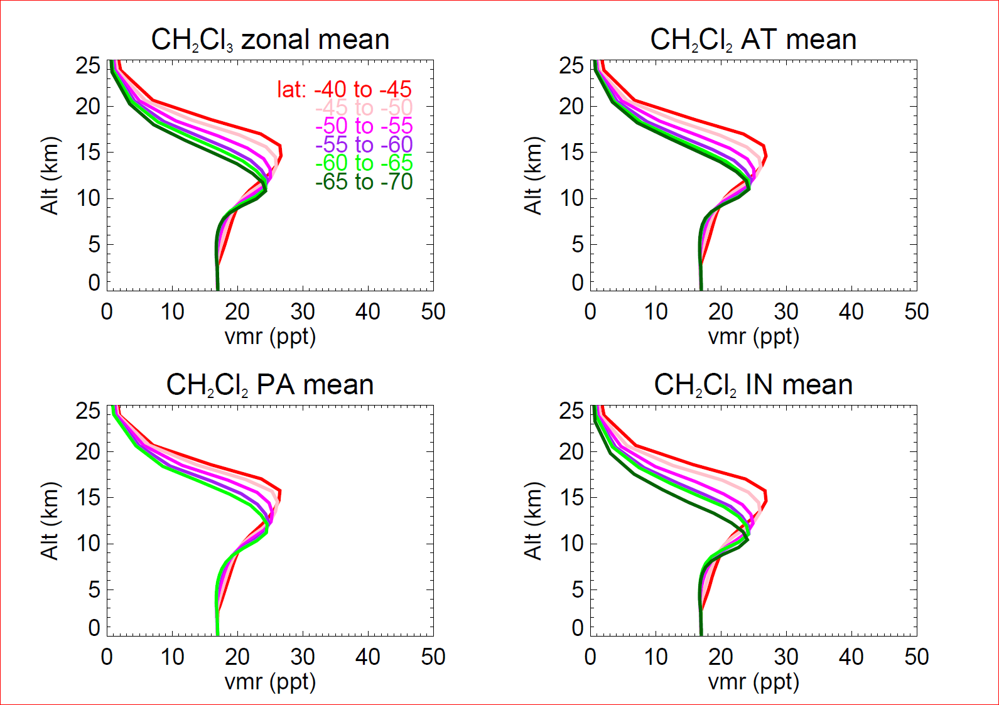 CH₂Cl₃ zonal mean
25
20
15
10
5
0
Alt (km)
lat: -40 to -45
-45 to -50
-50 to -55
-55 to -60
-60 to -65
-65 to -70
0 10 20 30 40 50
vmr (ppt)
CH₂Cl₂ AT mean
25
20
15
10
5
0
Alt (km)
0 10 20 30 40 50
vmr (ppt)
CH₂Cl₂ PA mean
25
20
15
10
5
0
Alt (km)
0 10 20 30 40 50
vmr (ppt)
CH₂Cl₂ IN mean
25
20
15
10
5
0
Alt (km)
0 10 20 30 40 50
vmr (ppt)